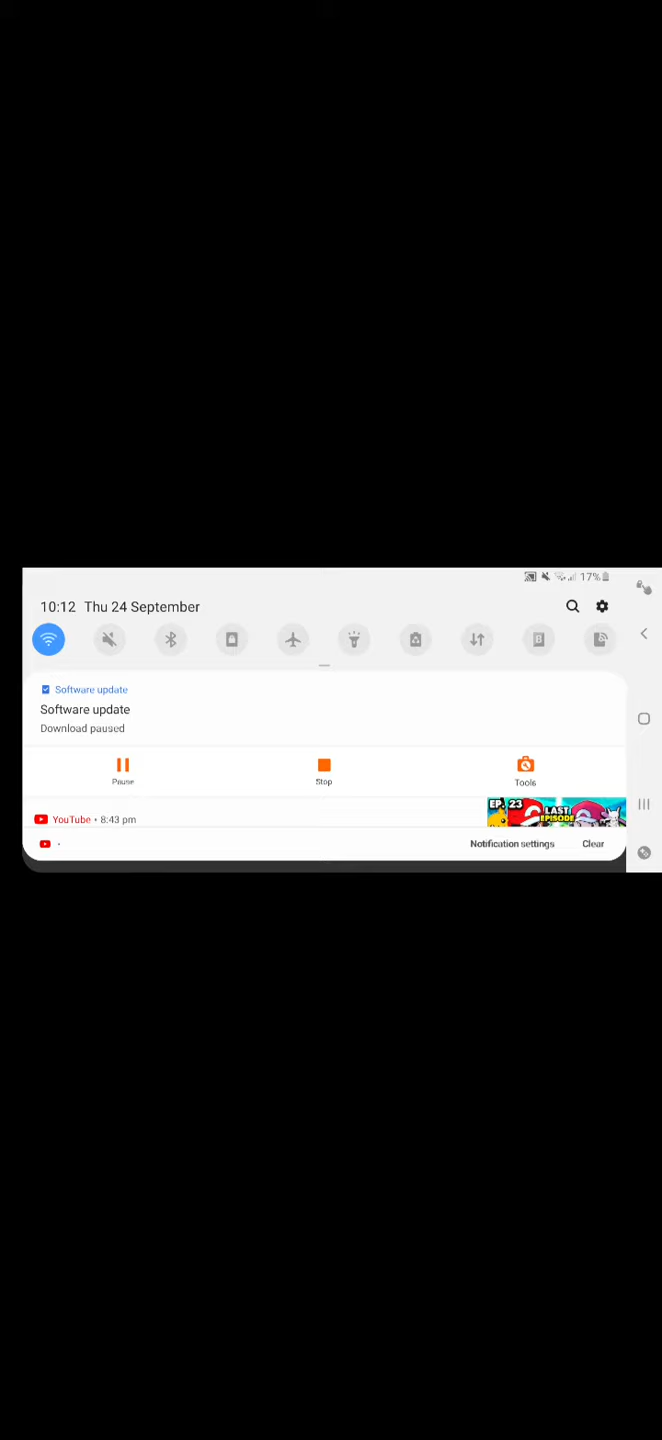 17%
10:12 Thu 24 September
Software update
Software update
Download paused
Pause Stop Tools
EP. 23 LAST EPISODE
YouTube • 8:43 pm
Notification settings Clear